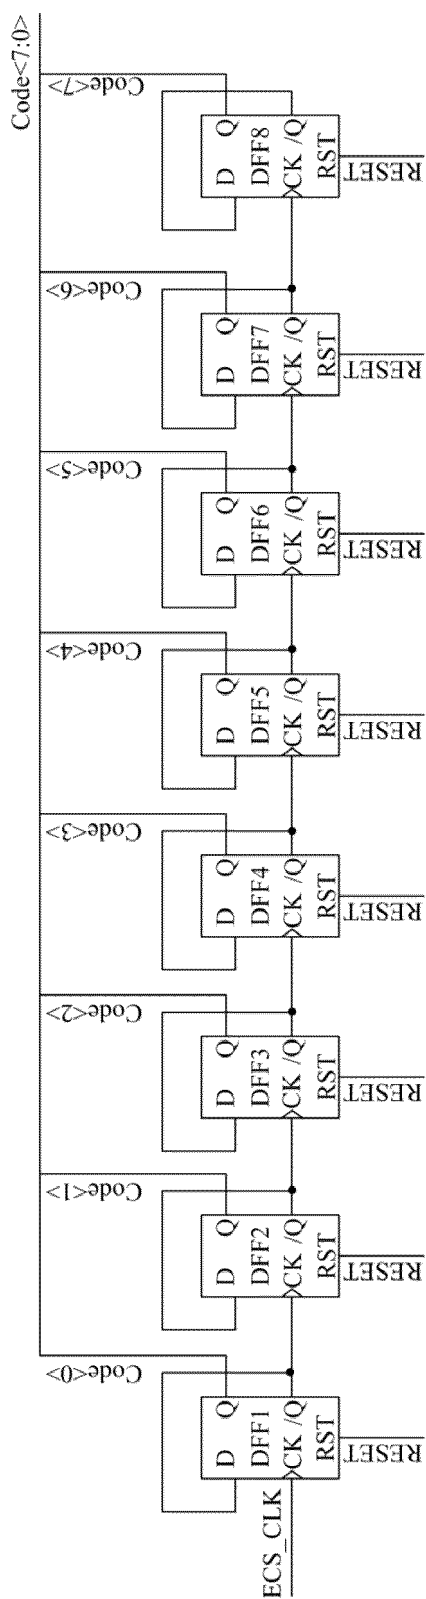 Code<7:0>
ECS_CLK
Code<0>
D Q
DFF1
CK /Q
RST
RESET
Code<1>
D Q
DFF2
CK /Q
RST
RESET
Code<2>
D Q
DFF3
CK /Q
RST
RESET
Code<3>
D Q
DFF4
CK /Q
RST
RESET
Code<4>
D Q
DFF5
CK /Q
RST
RESET
Code<5>
D Q
DFF6
CK /Q
RST
RESET
Code<6>
D Q
DFF7
CK /Q
RST
RESET
Code<7>
D Q
DFF8
CK /Q
RST
RESET